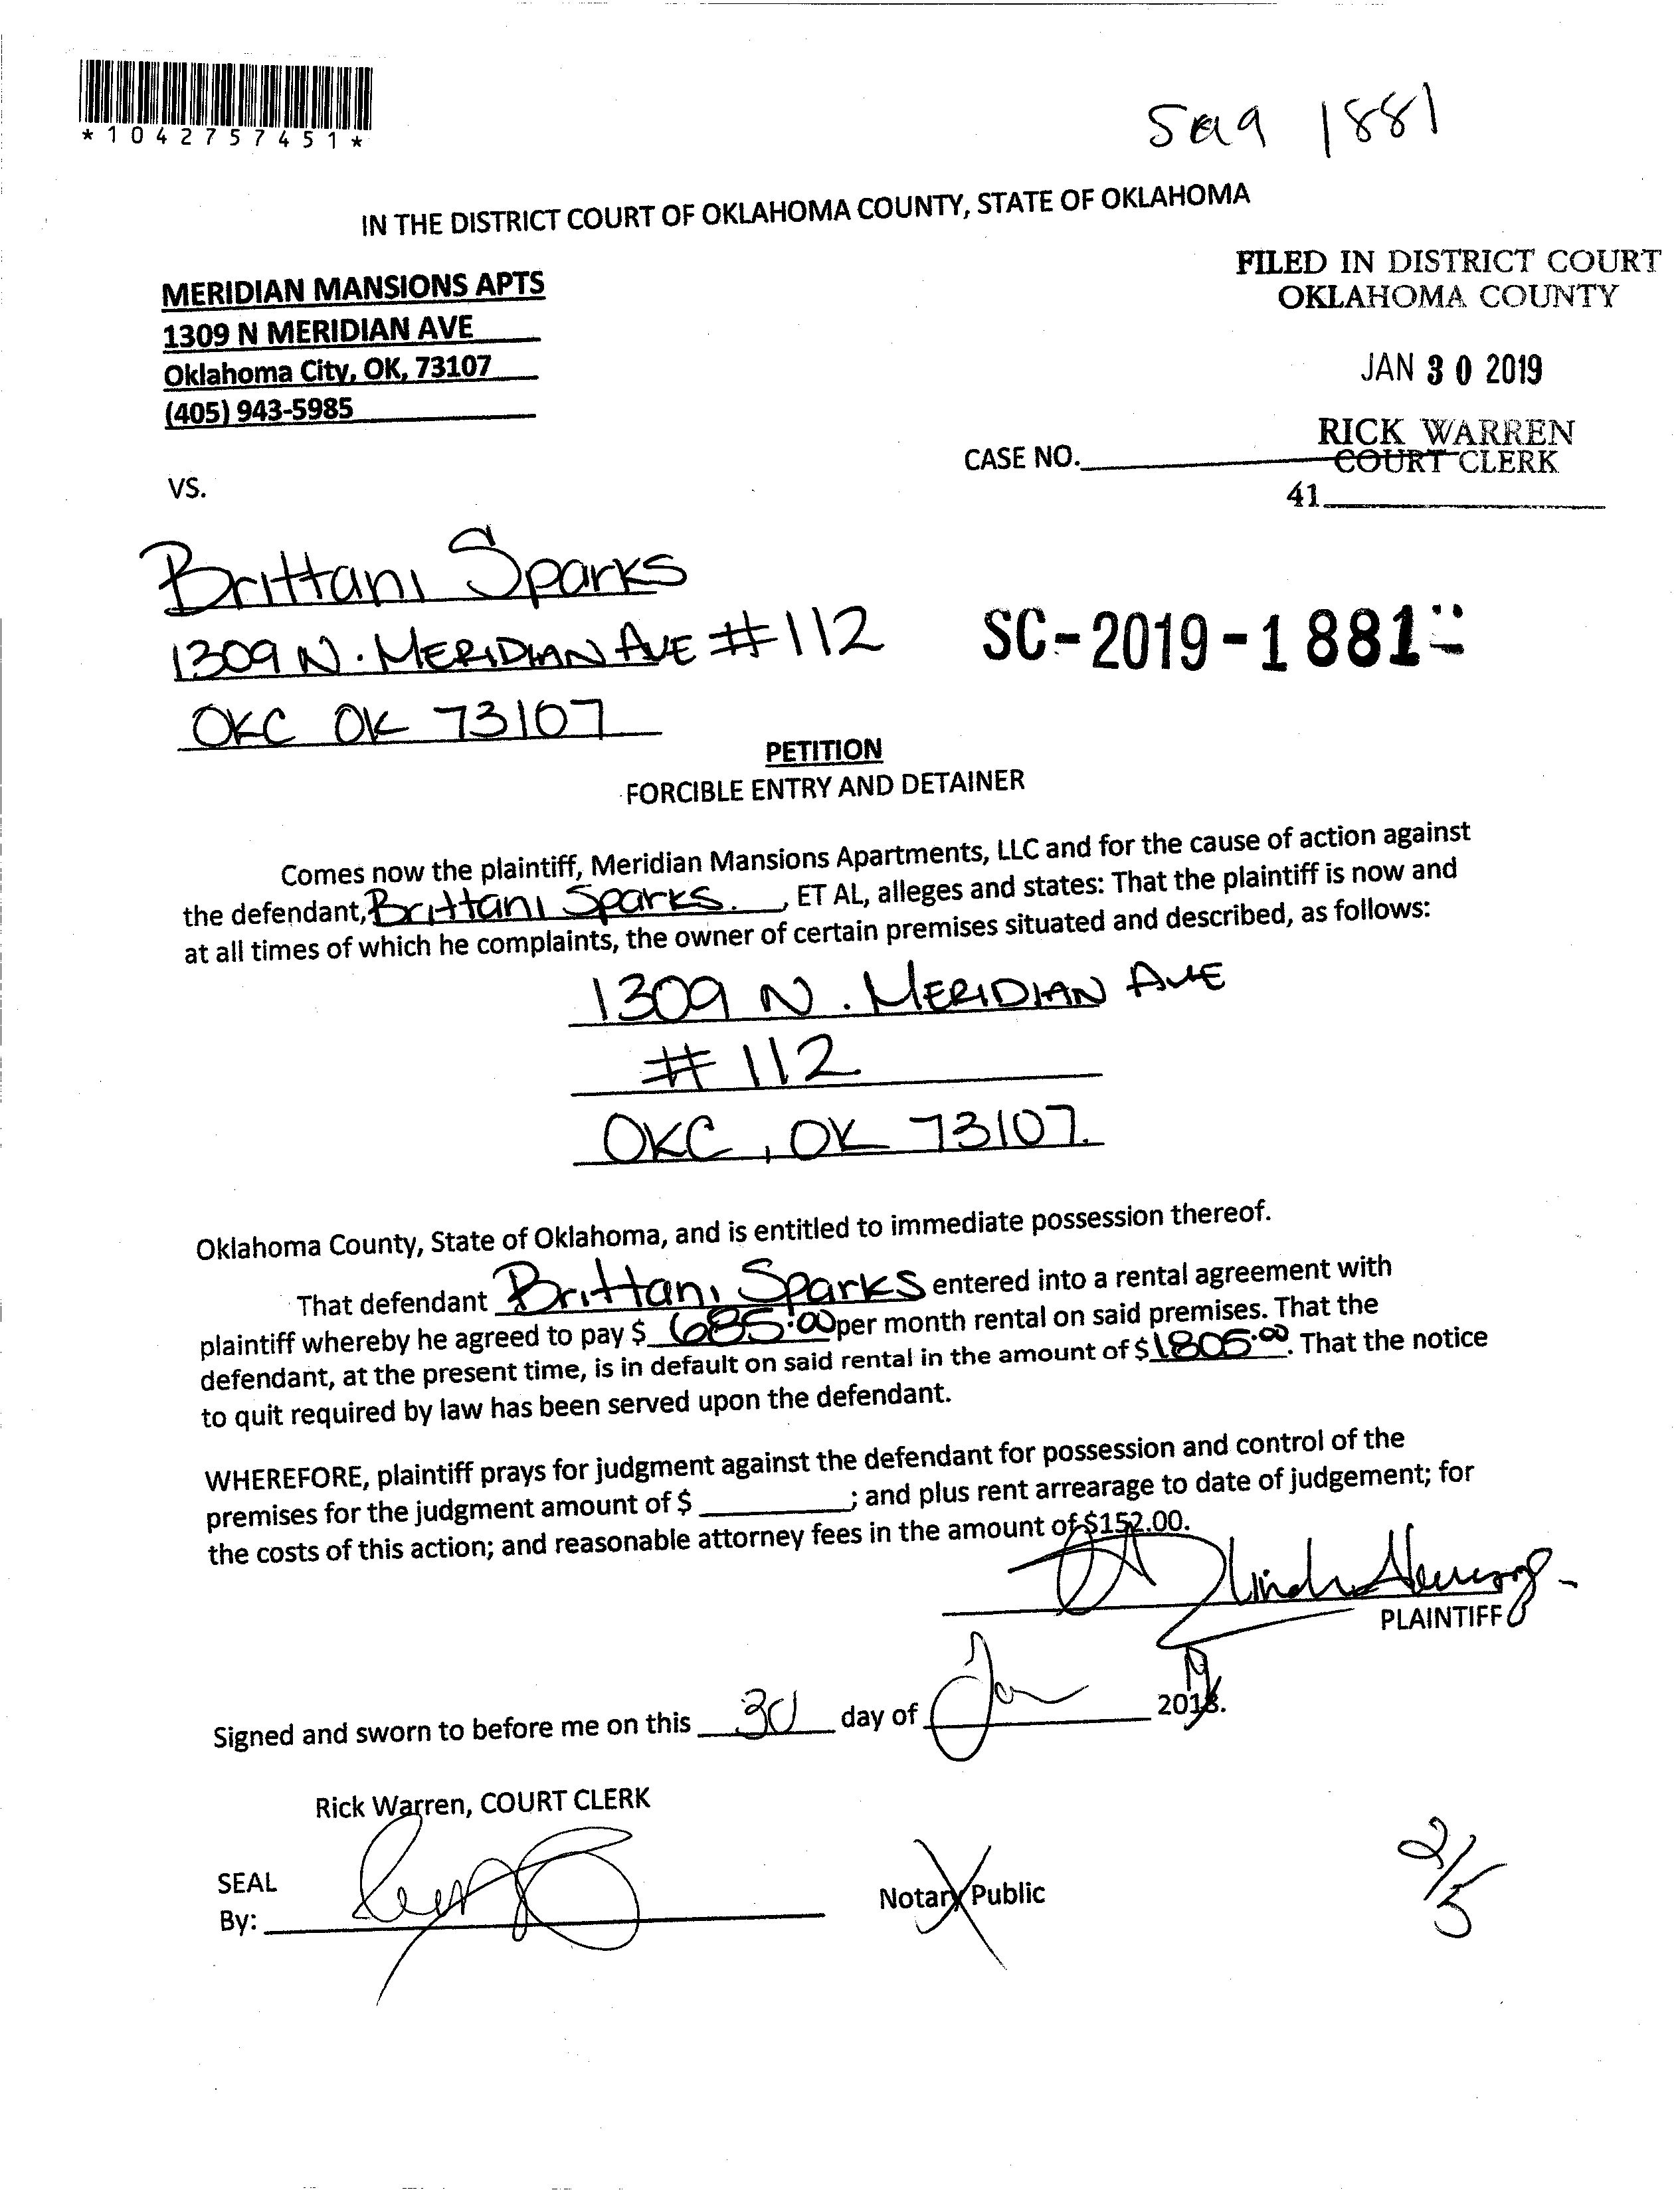 *1042757451*
1881
IN THE DISTRICT COURT OF OKLAHOMA COUNTY, STATE OF OKLAHOMA
MERIDIAN MANSIONS APTS
1309 N MERIDIAN AVE
Oklahoma City, OK, 73107
(405) 943-5985
FILED IN DISTRICT COURT
OKLAHOMA COUNTY
JAN 30 2019
RICK WARREN
COURT CLERK
CASE NO.
41
VS.
Brittani Sparks
1309 N. MERIDIAN AVE #112
OKC OK 73107
SC-2019-1881
PETITION
FORCIBLE ENTRY AND DETAINER
Comes now the plaintiff, Meridian Mansions Apartments, LLC and for the cause of action against
the defendant, Brittani Sparks. , ET AL, alleges and states: That the plaintiff is now and
at all times of which he complaints, the owner of certain premises situated and described, as follows:
1309 N. MERIDIAN AVE
#112
OKC, OK 73107.
Oklahoma County, State of Oklahoma, and is entitled to immediate possession thereof.
That defendant Brittani Sparks entered into a rental agreement with
plaintiff whereby he agreed to pay $ 685.00 per month rental on said premises. That the
defendant, at the present time, is in default on said rental in the amount of $1805.00. That the notice
to quit required by law has been served upon the defendant.
WHEREFORE, plaintiff prays for judgment against the defendant for possession and control of the
premises for the judgment amount of $ ________; and plus rent arrearage to date of judgement; for
the costs of this action; and reasonable attorney fees in the amount of $152.00.
PLAINTIFF
Signed and sworn to before me on this 30 day of Jan 2019.
Rick Warren, COURT CLERK
SEAL
By:
Notary Public
2/5